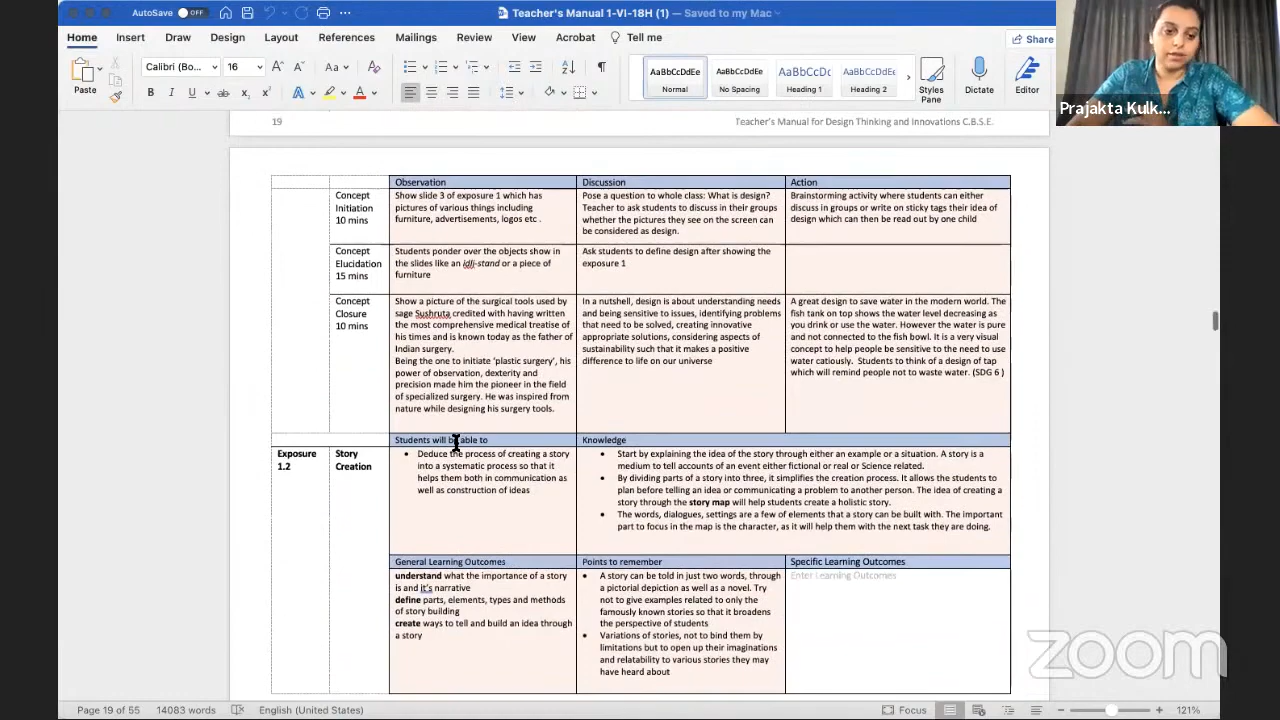 AutoSave OFF
Teacher's Manual 1-VI-18H (1) — Saved to my Mac
Home Insert Draw Design Layout References Mailings Review View Acrobat Tell me
Share
Paste
Calibri (Bo... 16
AaBbCcDdEe AaBbCcDdEe AaBbCcDc AaBbCcDdEe
Normal No Spacing Heading 1 Heading 2
Styles Pane
Dictate
Editor
Prajakta Kulk...
19 Teacher's Manual for Design Thinking and Innovations C.B.S.E.
Observation Discussion Action
Concept
Initiation
10 mins
Show slide 3 of exposure 1 which has
pictures of various things including
furniture, advertisements, logos etc .
Pose a question to whole class: What is design?
Teacher to ask students to discuss in their groups
whether the pictures they see on the screen can
be considered as design.
Brainstorming activity where students can either
discuss in groups or write on sticky tags their idea of
design which can then be read out by one child
Concept
Elucidation
15 mins
Students ponder over the objects show in
the slides like an idli-stand or a piece of
furniture
Ask students to define design after showing the
exposure 1
Concept
Closure
10 mins
Show a picture of the surgical tools used by
sage Sushruta credited with having written
the most comprehensive medical treatise of
his times and is known today as the father of
Indian surgery.
Being the one to initiate 'plastic surgery', his
power of observation, dexterity and
precision made him the pioneer in the field
of specialized surgery. He was inspired from
nature while designing his surgery tools.
In a nutshell, design is about understanding needs
and being sensitive to issues, identifying problems
that need to be solved, creating innovative
appropriate solutions, considering aspects of
sustainability such that it makes a positive
difference to life on our universe
A great design to save water in the modern world. The
fish tank on top shows the water level decreasing as
you drink or use the water. However the water is pure
and not connected to the fish bowl. It is a very visual
concept to help people be sensitive to the need to use
water catiously. Students to think of a design of tap
which will remind people not to waste water. (SDG 6 )
Students will be able to Knowledge
Exposure
1.2
Story
Creation
• Deduce the process of creating a story
into a systematic process so that it
helps them both in communication as
well as construction of ideas
• Start by explaining the idea of the story through either an example or a situation. A story is a
medium to tell accounts of an event either fictional or real or Science related.
• By dividing parts of a story into three, it simplifies the creation process. It allows the students to
plan before telling an idea or communicating a problem to another person. The idea of creating a
story through the story map will help students create a holistic story.
• The words, dialogues, settings are a few of elements that a story can be built with. The important
part to focus in the map is the character, as it will help them with the next task they are doing.
General Learning Outcomes Points to remember Specific Learning Outcomes
understand what the importance of a story
is and it's narrative
define parts, elements, types and methods
of story building
create ways to tell and build an idea through
a story
• A story can be told in just two words, through
a pictorial depiction as well as a novel. Try
not to give examples related to only the
famously known stories so that it broadens
the perspective of students
• Variations of stories, not to bind them by
limitations but to open up their imaginations
and relatability to various stories they may
have heard about
Enter Learning Outcomes
zoom
Page 19 of 55 14083 words English (United States) Focus 121%